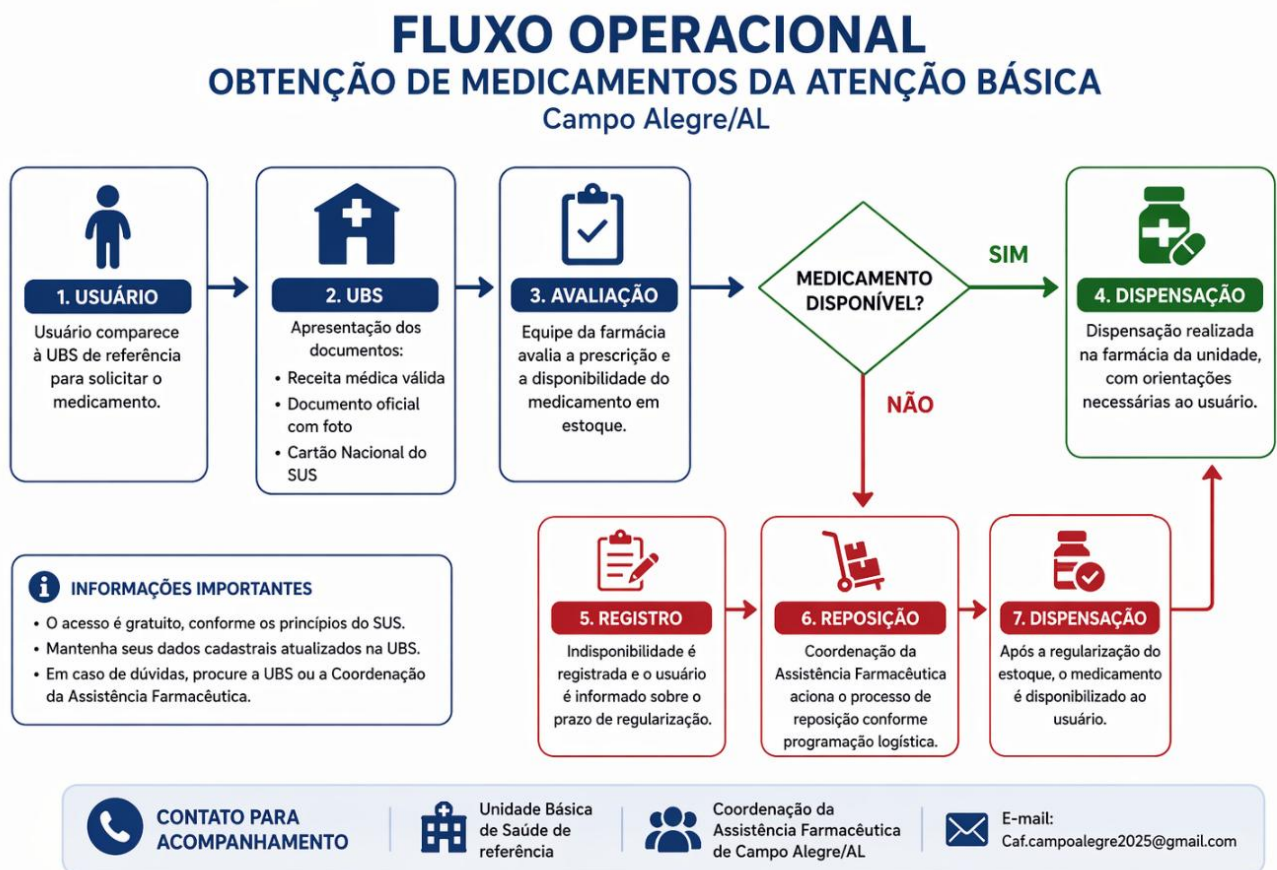 FLUXO OPERACIONAL
OBTENÇÃO DE MEDICAMENTOS DA ATENÇÃO BÁSICA
Campo Alegre/AL
1. USUÁRIO
Usuário comparece
à UBS de referência
para solicitar o
medicamento.
2. UBS
Apresentação dos
documentos:
• Receita médica válida
• Documento oficial
com foto
• Cartão Nacional do
SUS
3. AVALIAÇÃO
Equipe da farmácia
avalia a prescrição e
a disponibilidade do
medicamento em
estoque.
MEDICAMENTO
DISPONÍVEL?
SIM
NÃO
4. DISPENSAÇÃO
Dispensação realizada
na farmácia da unidade,
com orientações
necessárias ao usuário.
5. REGISTRO
Indisponibilidade é
registrada e o usuário
é informado sobre o
prazo de regularização.
6. REPOSIÇÃO
Coordenação da
Assistência Farmacêutica
aciona o processo de
reposição conforme
programação logística.
7. DISPENSAÇÃO
Após a regularização do
estoque, o medicamento
é disponibilizado ao
usuário.
i INFORMAÇÕES IMPORTANTES
• O acesso é gratuito, conforme os princípios do SUS.
• Mantenha seus dados cadastrais atualizados na UBS.
• Em caso de dúvidas, procure a UBS ou a Coordenação
da Assistência Farmacêutica.
CONTATO PARA
ACOMPANHAMENTO
Unidade Básica
de Saúde de
referência
Coordenação da
Assistência Farmacêutica
de Campo Alegre/AL
E-mail:
Caf.campoalegre2025@gmail.com